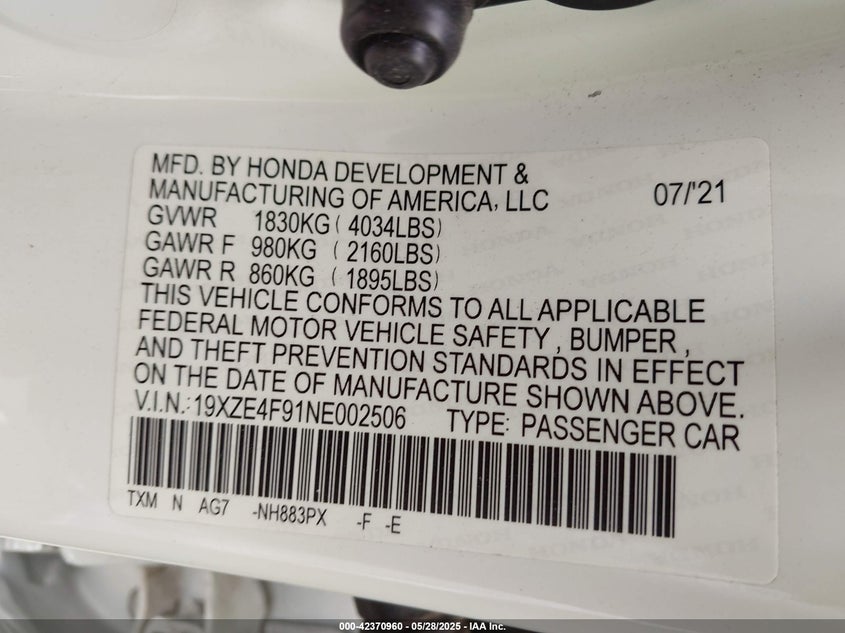 MFD. BY HONDA DEVELOPMENT &
MANUFACTURING OF AMERICA, LLC 07/'21
GVWR 1830KG ( 4034LBS)
GAWR F 980KG ( 2160LBS)
GAWR R 860KG ( 1895LBS)
THIS VEHICLE CONFORMS TO ALL APPLICABLE
FEDERAL MOTOR VEHICLE SAFETY , BUMPER ,
AND THEFT PREVENTION STANDARDS IN EFFECT
ON THE DATE OF MANUFACTURE SHOWN ABOVE.
V.I.N.: 19XZE4F91NE002506 TYPE: PASSENGER CAR
TXM N AG7 -NH883PX -F -E
000-42370960 - 05/28/2025 - IAA Inc.